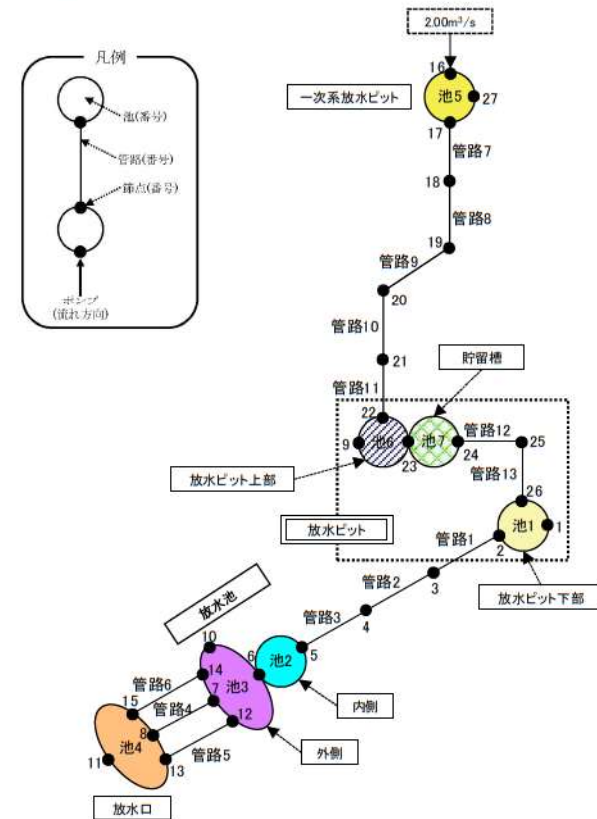 2.00m³/s
凡例
池(番号)
管路(番号)
節点(番号)
ポンプ
(流れ方向)
16
池5
27
一次系放水ピット
17
管路7
18
管路8
19
管路9
20
管路10
21
貯留槽
管路11
22
管路12
9
池6
池7
25
23
24
管路13
放水ピット上部
26
放水ピット
池1
1
管路1
2
管路2
3
放水ピット下部
放水池
管路3
4
10
6
池2
5
管路6
14
池3
7
内側
15
管路4
12
8
池4
管路5
外側
11
13
放水口